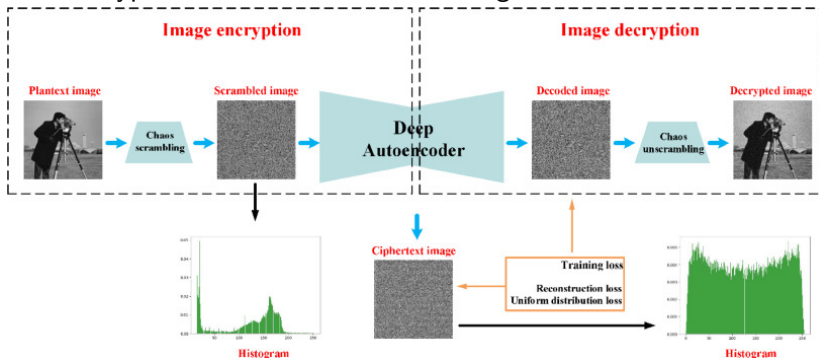 Image encryption
Image decryption
Plantext image
Scrambled image
Decoded image
Decrypted image
Chaos
scrambling
Deep
Autoencoder
Chaos
unscrambling
Ciphertext image
Training loss
Reconstruction loss
Uniform distribution loss
Histogram
Histogram